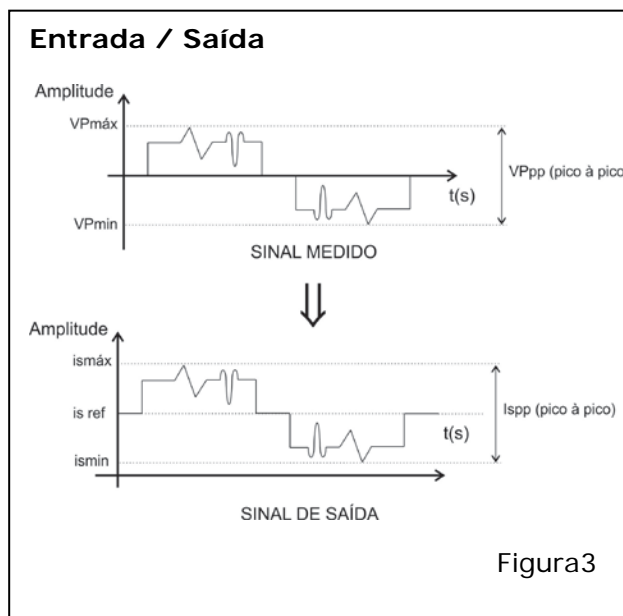 Entrada / Saída
Amplitude
VPmáx
VPpp (pico à pico
t(s)
VPmin
SINAL MEDIDO
Amplitude
ismáx
is ref
Ispp (pico à pico)
t(s)
ismin
SINAL DE SAÍDA
Figura3